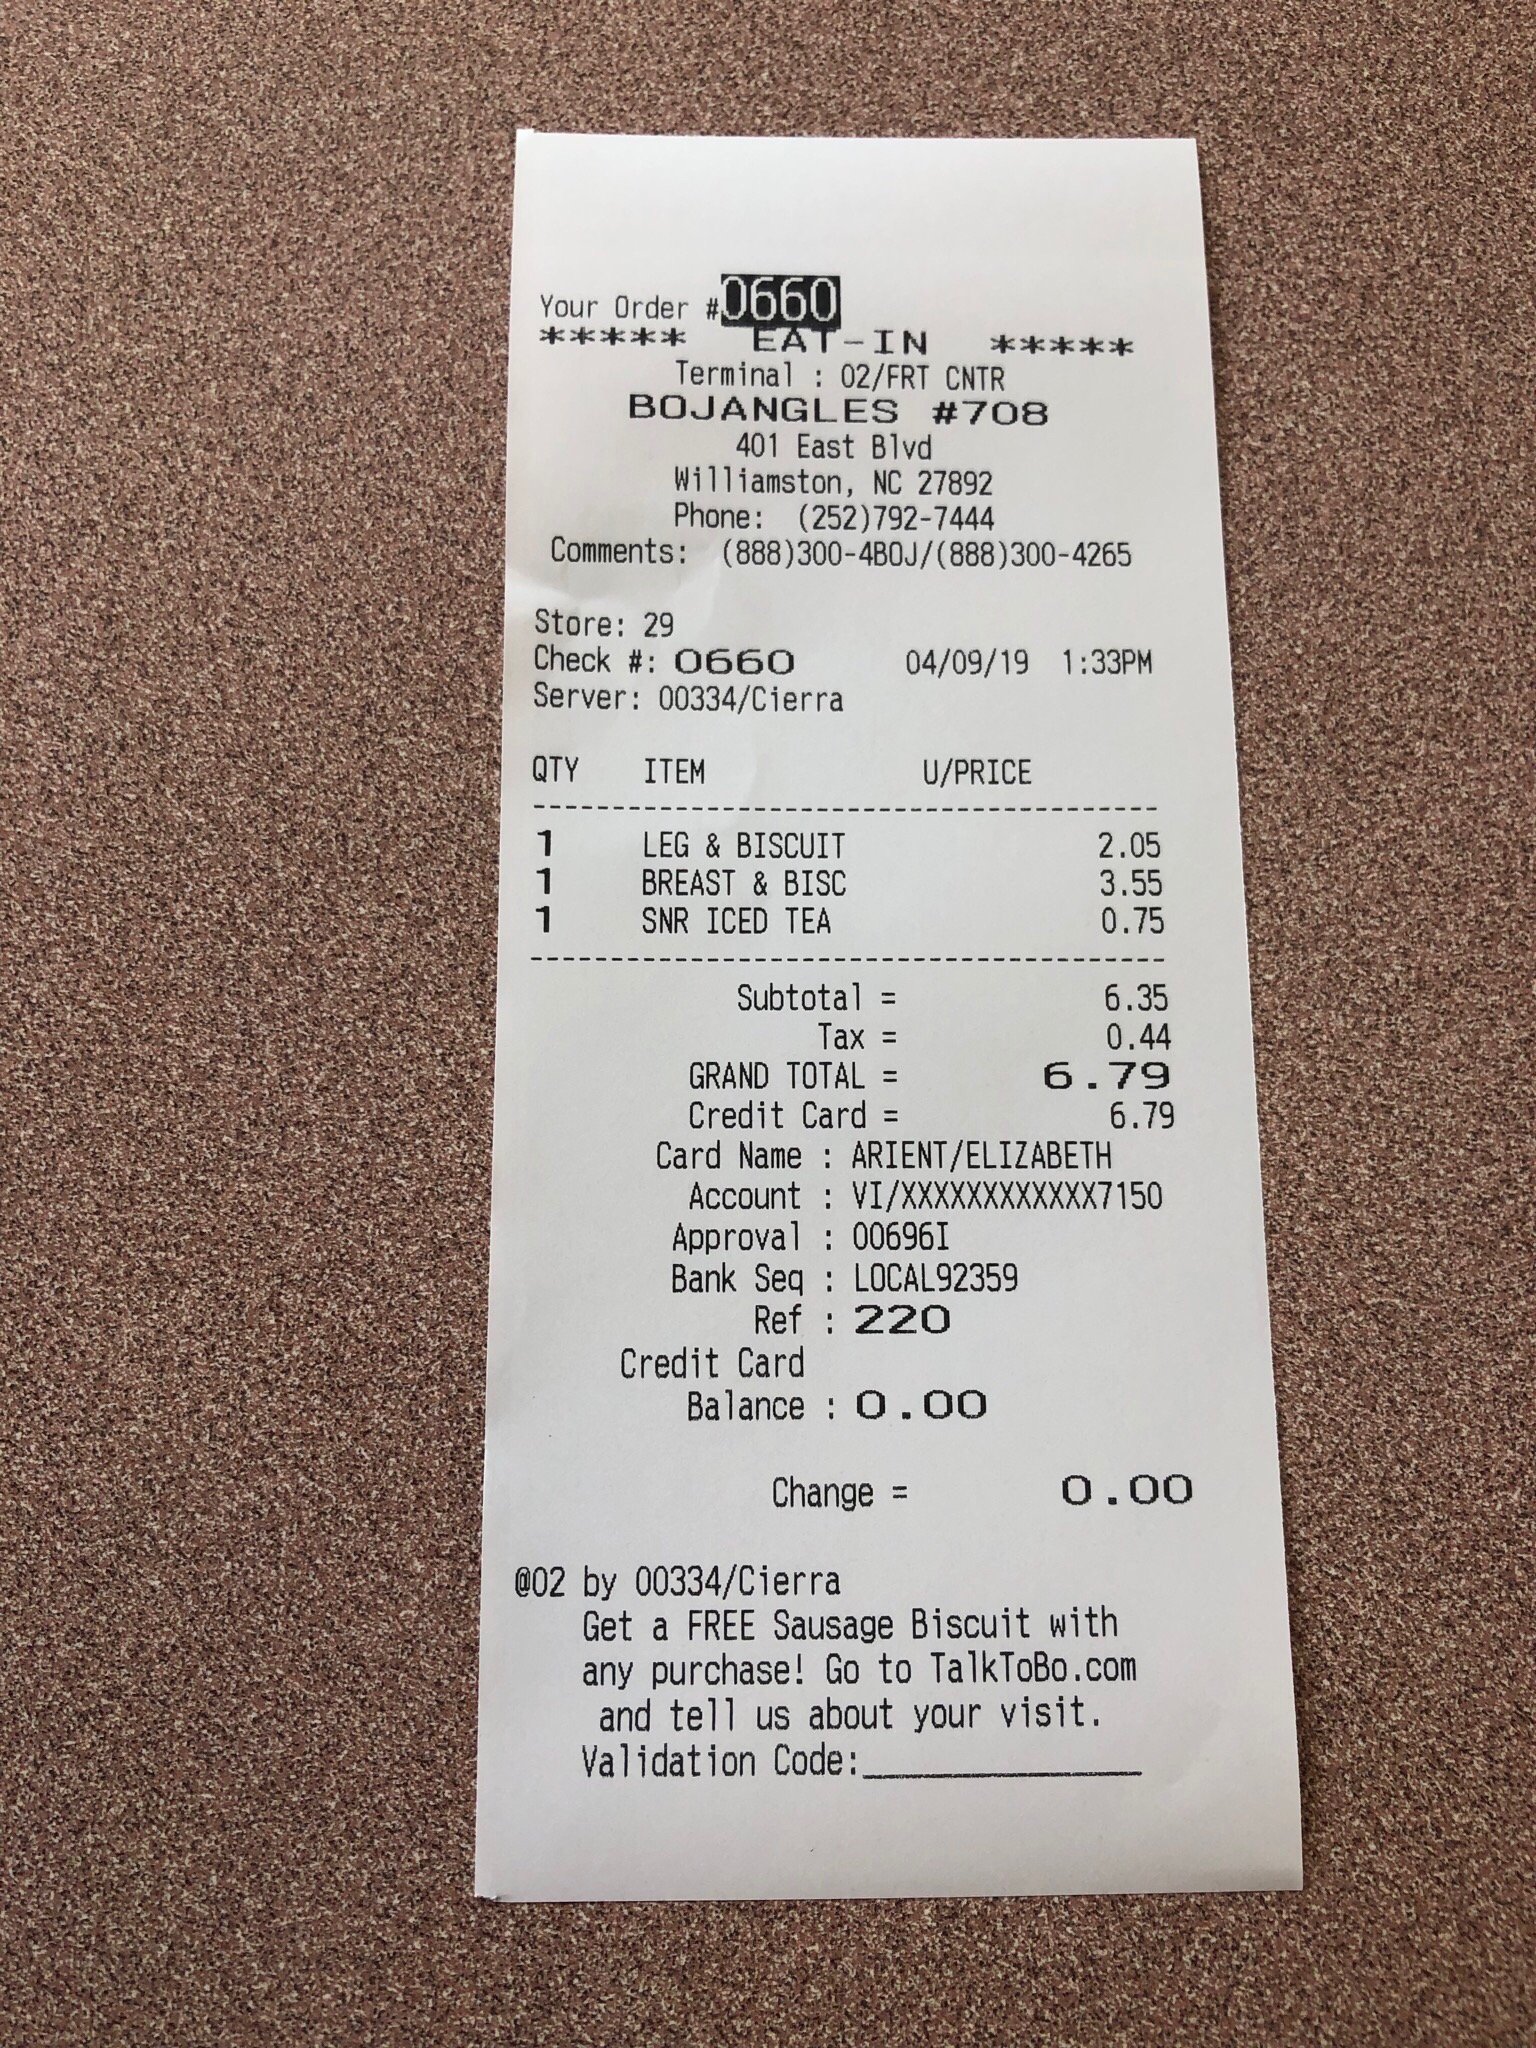 Your Order #0660
***** EAT-IN *****
Terminal : 02/FRT CNTR
BOJANGLES #708
401 East Blvd
Williamston, NC 27892
Phone: (252)792-7444
Comments: (888)300-4BOJ/(888)300-4265
Store: 29
Check #: 0660 04/09/19 1:33PM
Server: 00334/Cierra
QTY ITEM U/PRICE
---------------------------------------
1 LEG & BISCUIT 2.05
1 BREAST & BISC 3.55
1 SNR ICED TEA 0.75
---------------------------------------
Subtotal = 6.35
Tax = 0.44
GRAND TOTAL = 6.79
Credit Card = 6.79
Card Name : ARIENT/ELIZABETH
Account : VI/XXXXXXXXXXXX7150
Approval : 00696I
Bank Seq : LOCAL92359
Ref : 220
Credit Card
Balance : 0.00
Change = 0.00
@02 by 00334/Cierra
Get a FREE Sausage Biscuit with
any purchase! Go to TalkToBo.com
and tell us about your visit.
Validation Code:________________